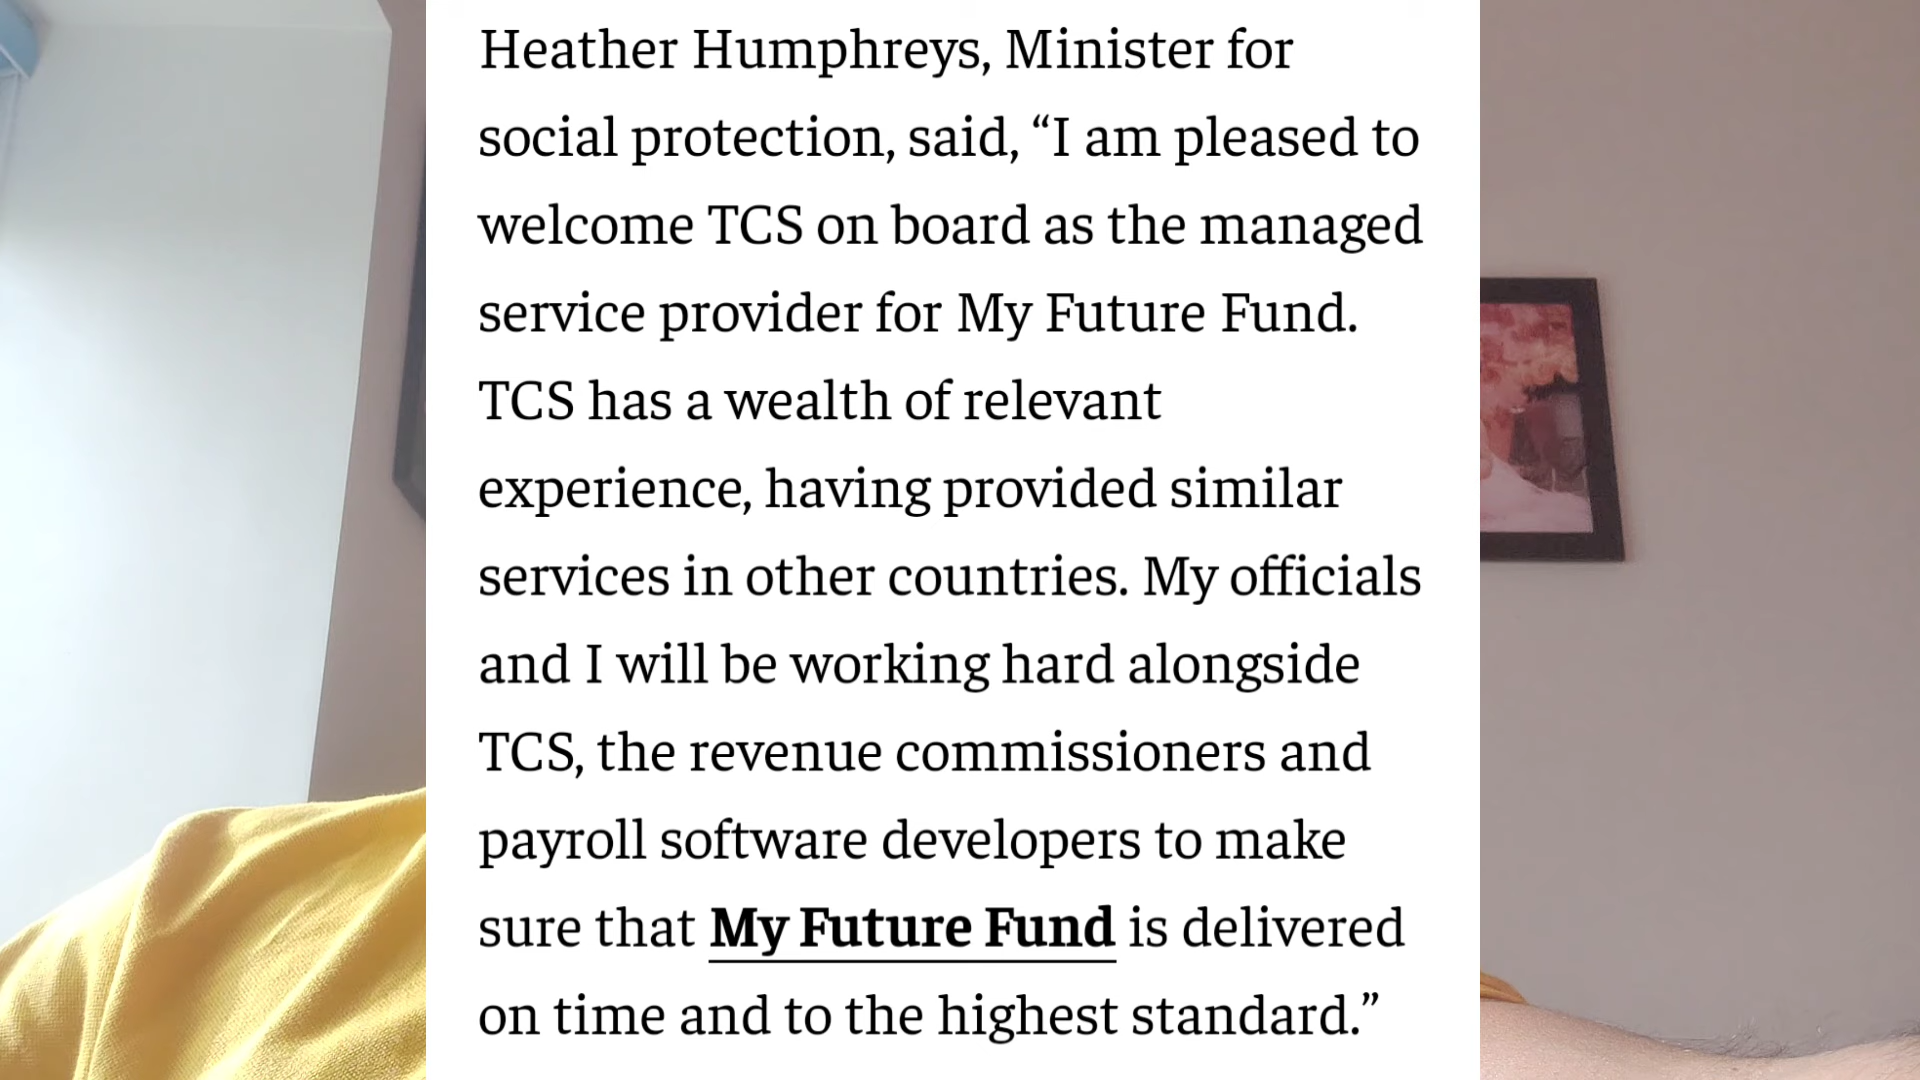 Heather Humphreys, Minister for
social protection, said, “I am pleased to
welcome TCS on board as the managed
service provider for My Future Fund.
TCS has a wealth of relevant
experience, having provided similar
services in other countries. My officials
and I will be working hard alongside
TCS, the revenue commissioners and
payroll software developers to make
sure that My Future Fund is delivered
on time and to the highest standard.”